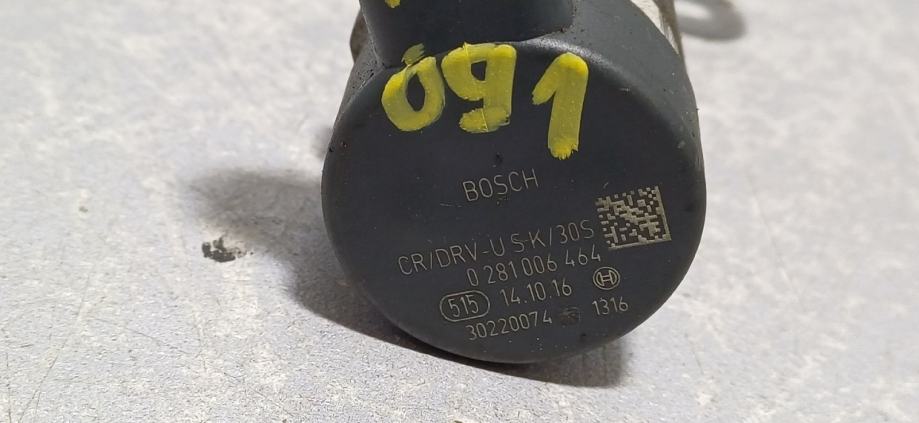 091
BOSCH
CR/DRV-U S-K/30S
0 281 006 464
515 14.10.16
30220074 1316